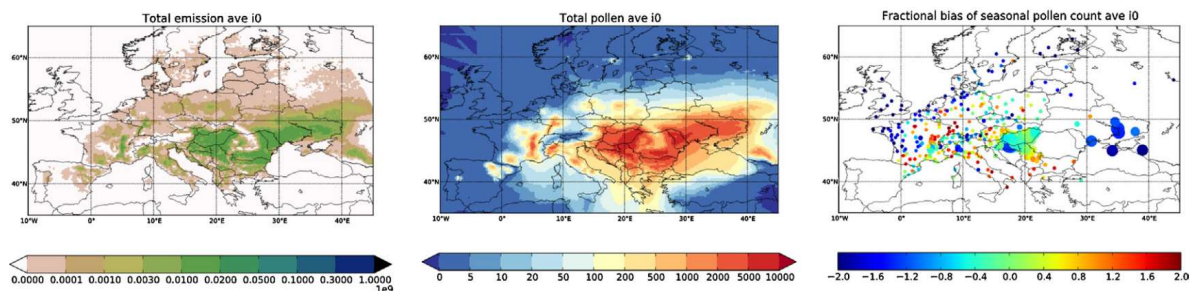 Total emission ave i0
60°N
50°N
40°N
10°W 0° 10°E 20°E 30°E 40°E
0.0000 0.0001 0.0010 0.0030 0.0100 0.0200 0.0500 0.1000 0.3000 1.0000
1e9
Total pollen ave i0
60°N
50°N
40°N
10°W 0° 10°E 20°E 30°E 40°E
0 5 10 20 50 100 200 500 1000 2000 5000 10000
Fractional bias of seasonal pollen count ave i0
60°N
50°N
40°N
10°W 0° 10°E 20°E 30°E 40°E
−2.0 −1.6 −1.2 −0.8 −0.4 0.0 0.4 0.8 1.2 1.6 2.0